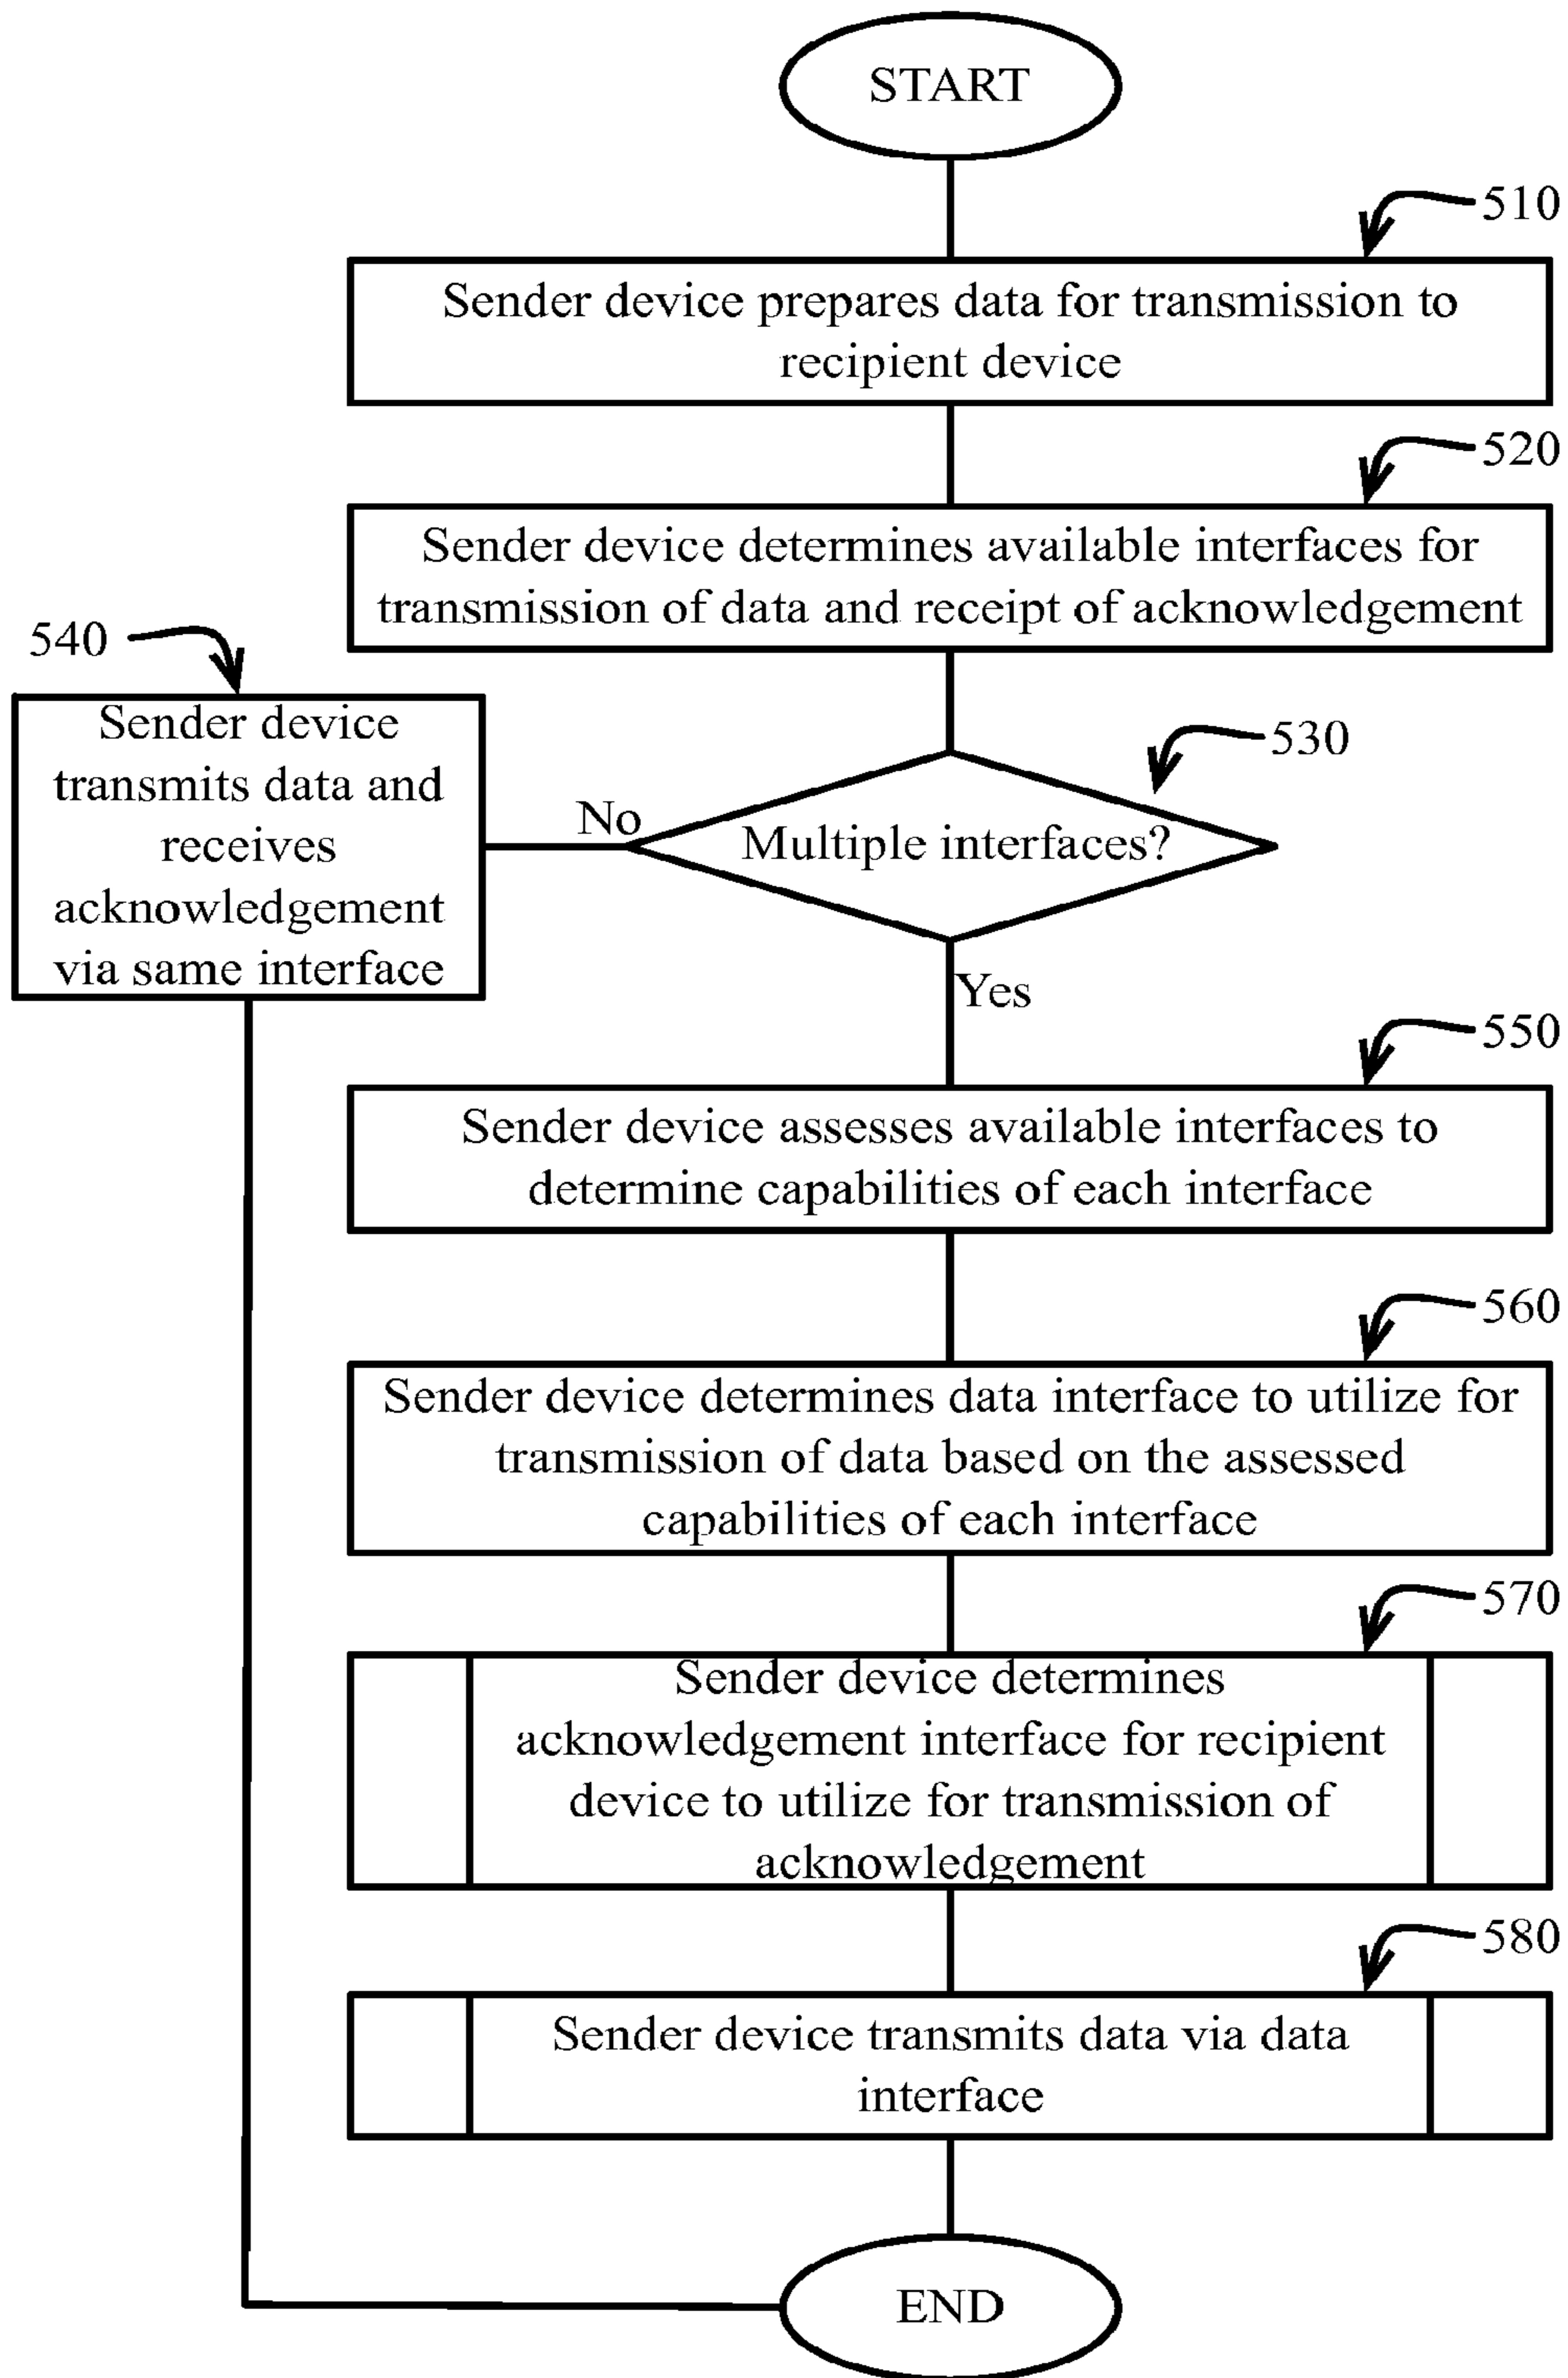 START
510
Sender device prepares data for transmission to
recipient device
520
Sender device determines available interfaces for
transmission of data and receipt of acknowledgement
540
Sender device
transmits data and
receives
acknowledgement
via same interface
530
No
Multiple interfaces?
Yes
550
Sender device assesses available interfaces to
determine capabilities of each interface
560
Sender device determines data interface to utilize for
transmission of data based on the assessed
capabilities of each interface
570
Sender device determines
acknowledgement interface for recipient
device to utilize for transmission of
acknowledgement
580
Sender device transmits data via data
interface
END